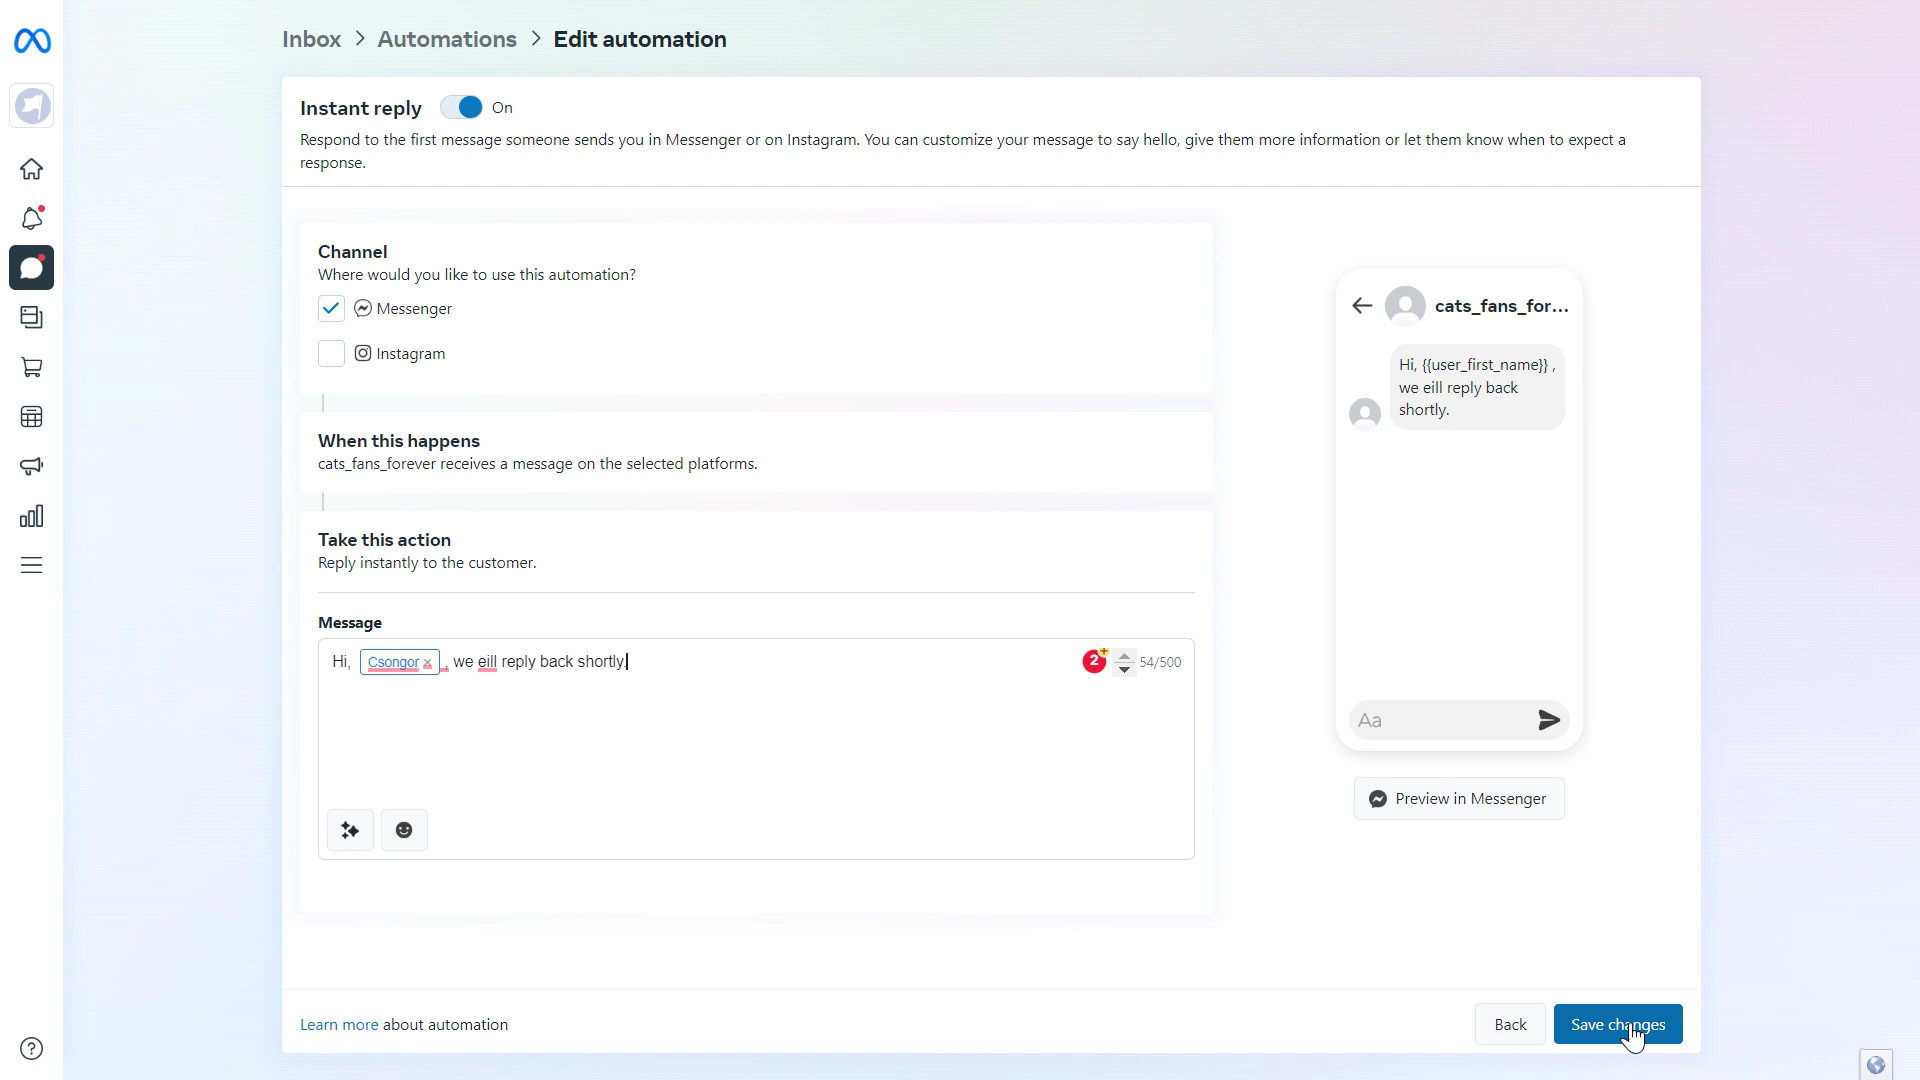 Inbox > Automations > Edit automation
Instant reply On
Respond to the first message someone sends you in Messenger or on Instagram. You can customize your message to say hello, give them more information or let them know when to expect a
response.
Channel
Where would you like to use this automation?
Messenger
Instagram
When this happens
cats_fans_forever receives a message on the selected platforms.
Take this action
Reply instantly to the customer.
Message
Hi, Csongor × , we eill reply back shortly.
2 54/500
cats_fans_for...
Hi, {{user_first_name}} ,
we eill reply back
shortly.
Aa
Preview in Messenger
Learn more about automation
Back
Save changes